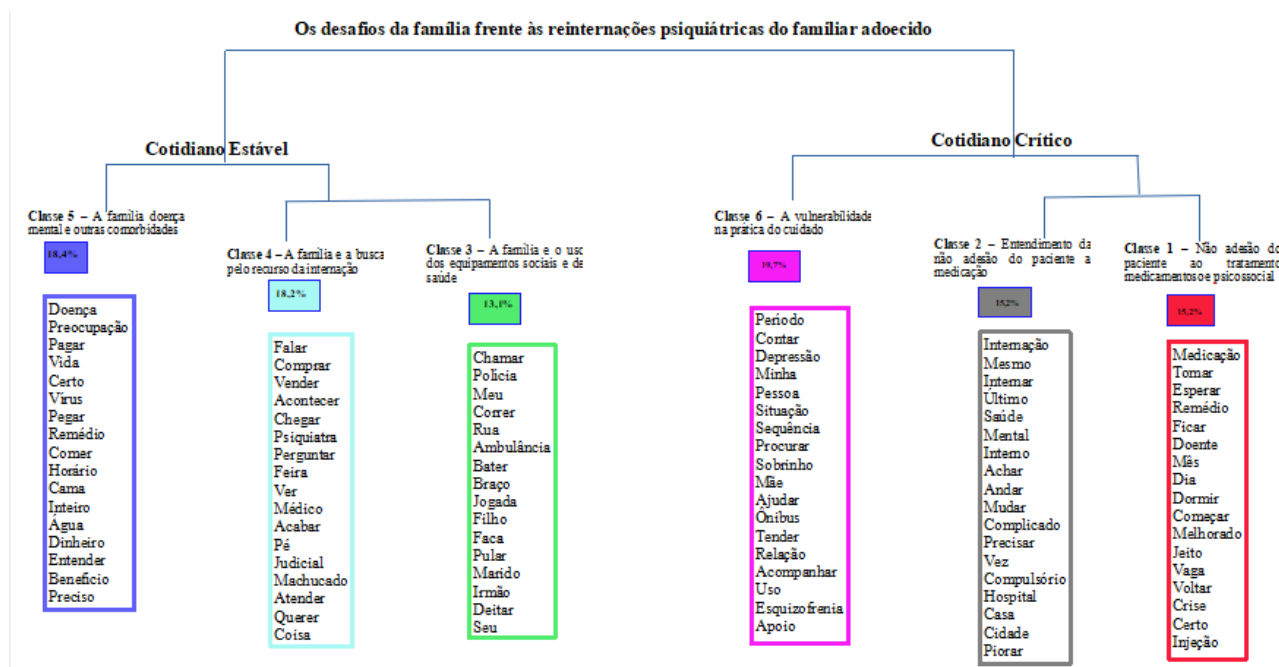 Os desafios da família frente às reinternações psiquiátricas do familiar adoecido
Cotidiano Estável
Cotidiano Crítico
Classe 5 – A família doença
mental e outras comorbidades
18,4%
Doença
Preocupação
Pagar
Vida
Certo
Vírus
Pegar
Remédio
Comer
Horário
Cama
Inteiro
Água
Dinheiro
Entender
Benefício
Preciso
Classe 4 – A família e a busca
pelo recurso da internação
18,2%
Falar
Comprar
Vender
Acontecer
Chegar
Psiquiatra
Perguntar
Feira
Ver
Médico
Acabar
Pé
Judicial
Machucado
Atender
Querer
Coisa
Classe 3 – A família e o uso
dos equipamentos sociais e de
saúde
13,1%
Chamar
Polícia
Meu
Correr
Rua
Ambulância
Bater
Braço
Jogada
Filho
Faca
Pular
Marido
Irmão
Deitar
Seu
Classe 6 – A vulnerabilidade
na prática do cuidado
19,7%
Período
Contar
Depressão
Minha
Pessoa
Situação
Sequência
Procurar
Sobrinho
Mãe
Ajudar
Ônibus
Tender
Relação
Acompanhar
Uso
Esquizofrenia
Apoio
Classe 2 – Entendimento da
não adesão do paciente a
medicação
15,2%
Internação
Mesmo
Internar
Último
Saúde
Mental
Interno
Achar
Andar
Mudar
Complicado
Precisar
Vez
Compulsório
Hospital
Casa
Cidade
Piorar
Classe 1 – Não adesão do
paciente ao tratamento
medicamentos e psicossocial
15,2%
Medicação
Tomar
Esperar
Remédio
Ficar
Doente
Mês
Dia
Dormir
Começar
Melhorado
Jeito
Vaga
Voltar
Crise
Certo
Injeção